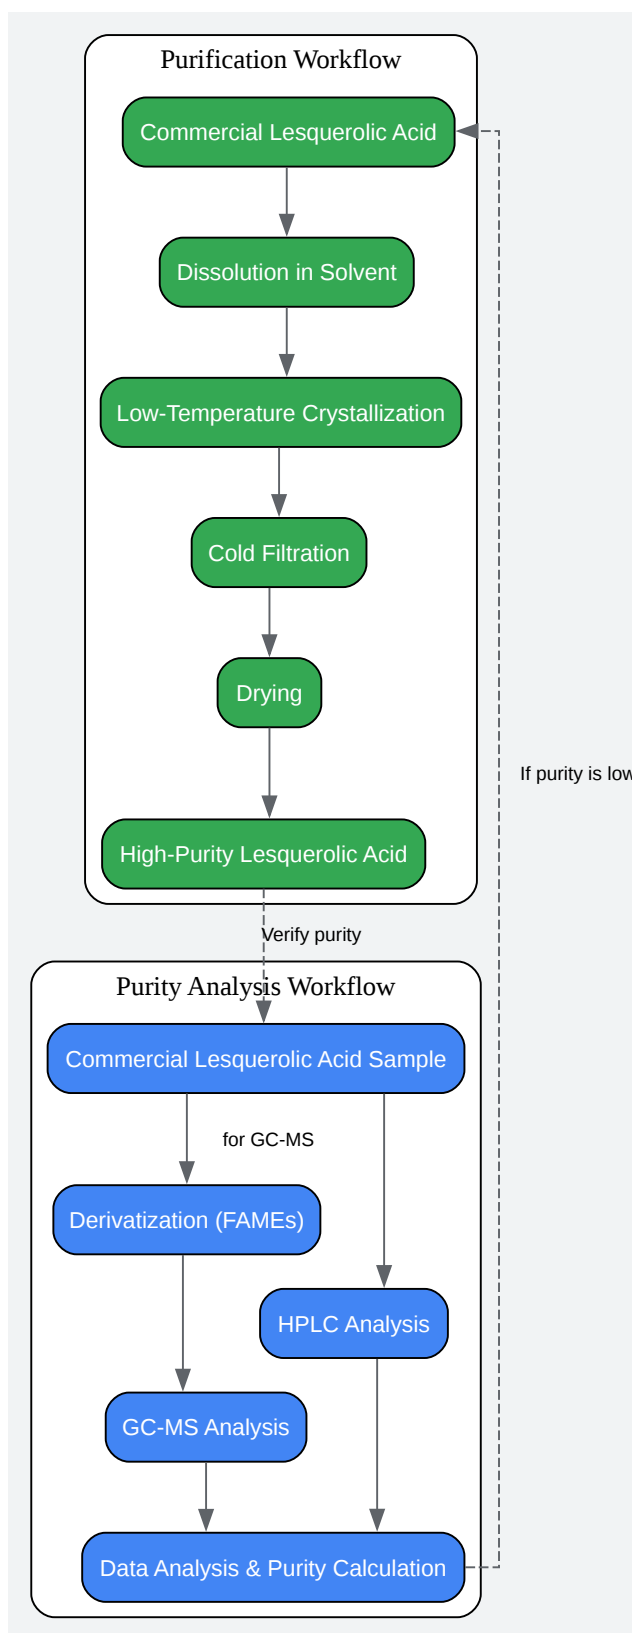 Purification Workflow
Commercial Lesquerolic Acid
Dissolution in Solvent
Low-Temperature Crystallization
Cold Filtration
Drying
If purity is low
High-Purity Lesquerolic Acid
Verify purity
Purity Analysis Workflow
Commercial Lesquerolic Acid Sample
for GC-MS
Derivatization (FAMEs)
HPLC Analysis
GC-MS Analysis
Data Analysis & Purity Calculation